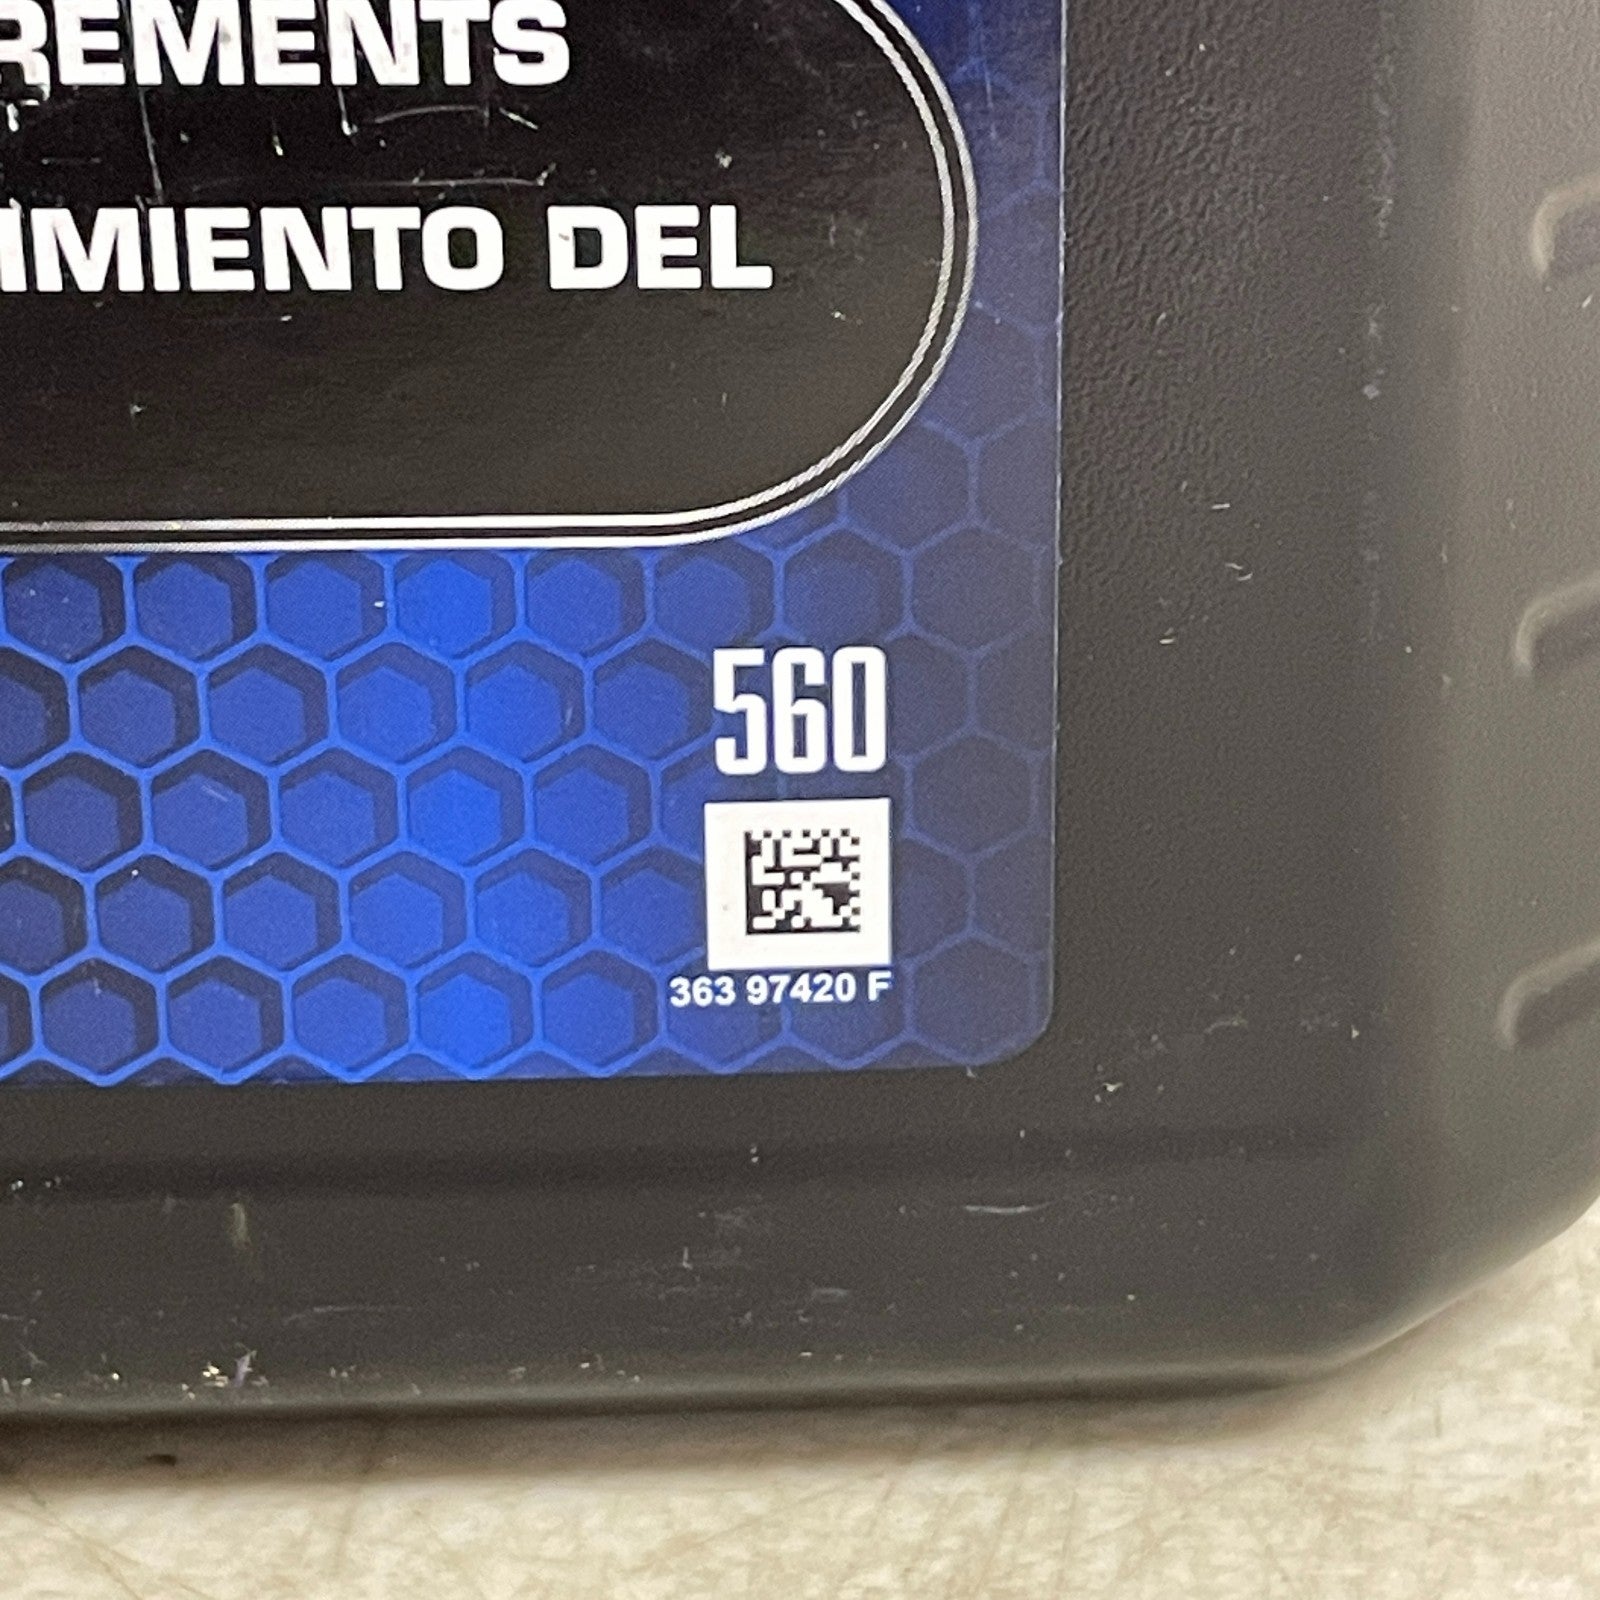 REMENTS
IMIENTO DEL
560
363 97420 F